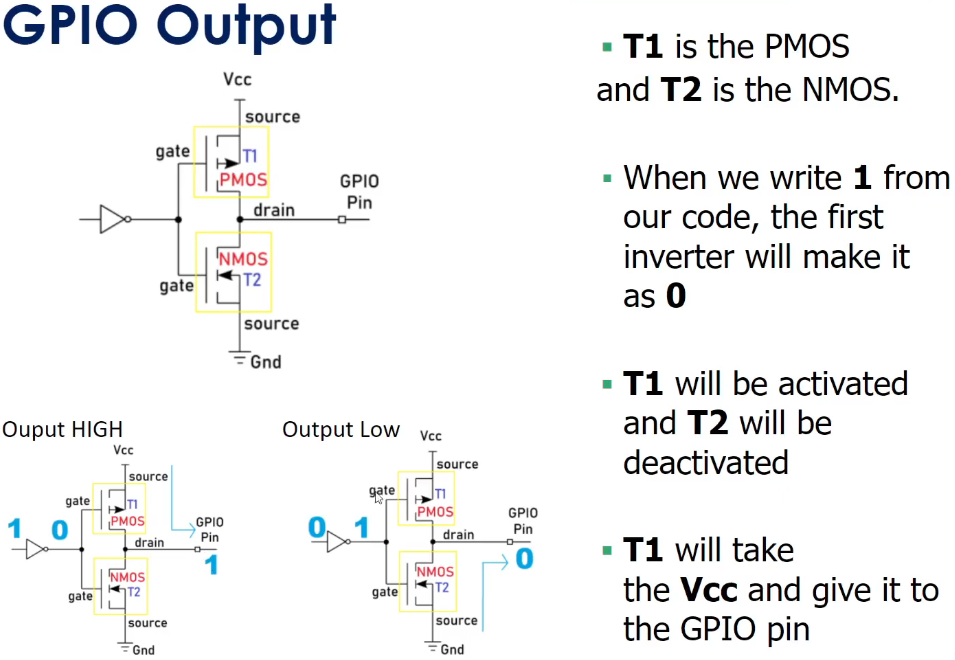 GPIO Output
Vcc
source
gate
T1
PMOS
GPIO
Pin
drain
NMOS
T2
gate
source
Gnd
Ouput HIGH
Vcc
source
gate
T1
PMOS
1
0
GPIO
Pin
drain
1
NMOS
T2
gate
source
Gnd
Output Low
Vcc
source
gate
T1
PMOS
0
1
GPIO
Pin
drain
0
NMOS
T2
gate
source
Gnd
▪ T1 is the PMOS
and T2 is the NMOS.
▪ When we write 1 from
our code, the first
inverter will make it
as 0
▪ T1 will be activated
and T2 will be
deactivated
▪ T1 will take
the Vcc and give it to
the GPIO pin